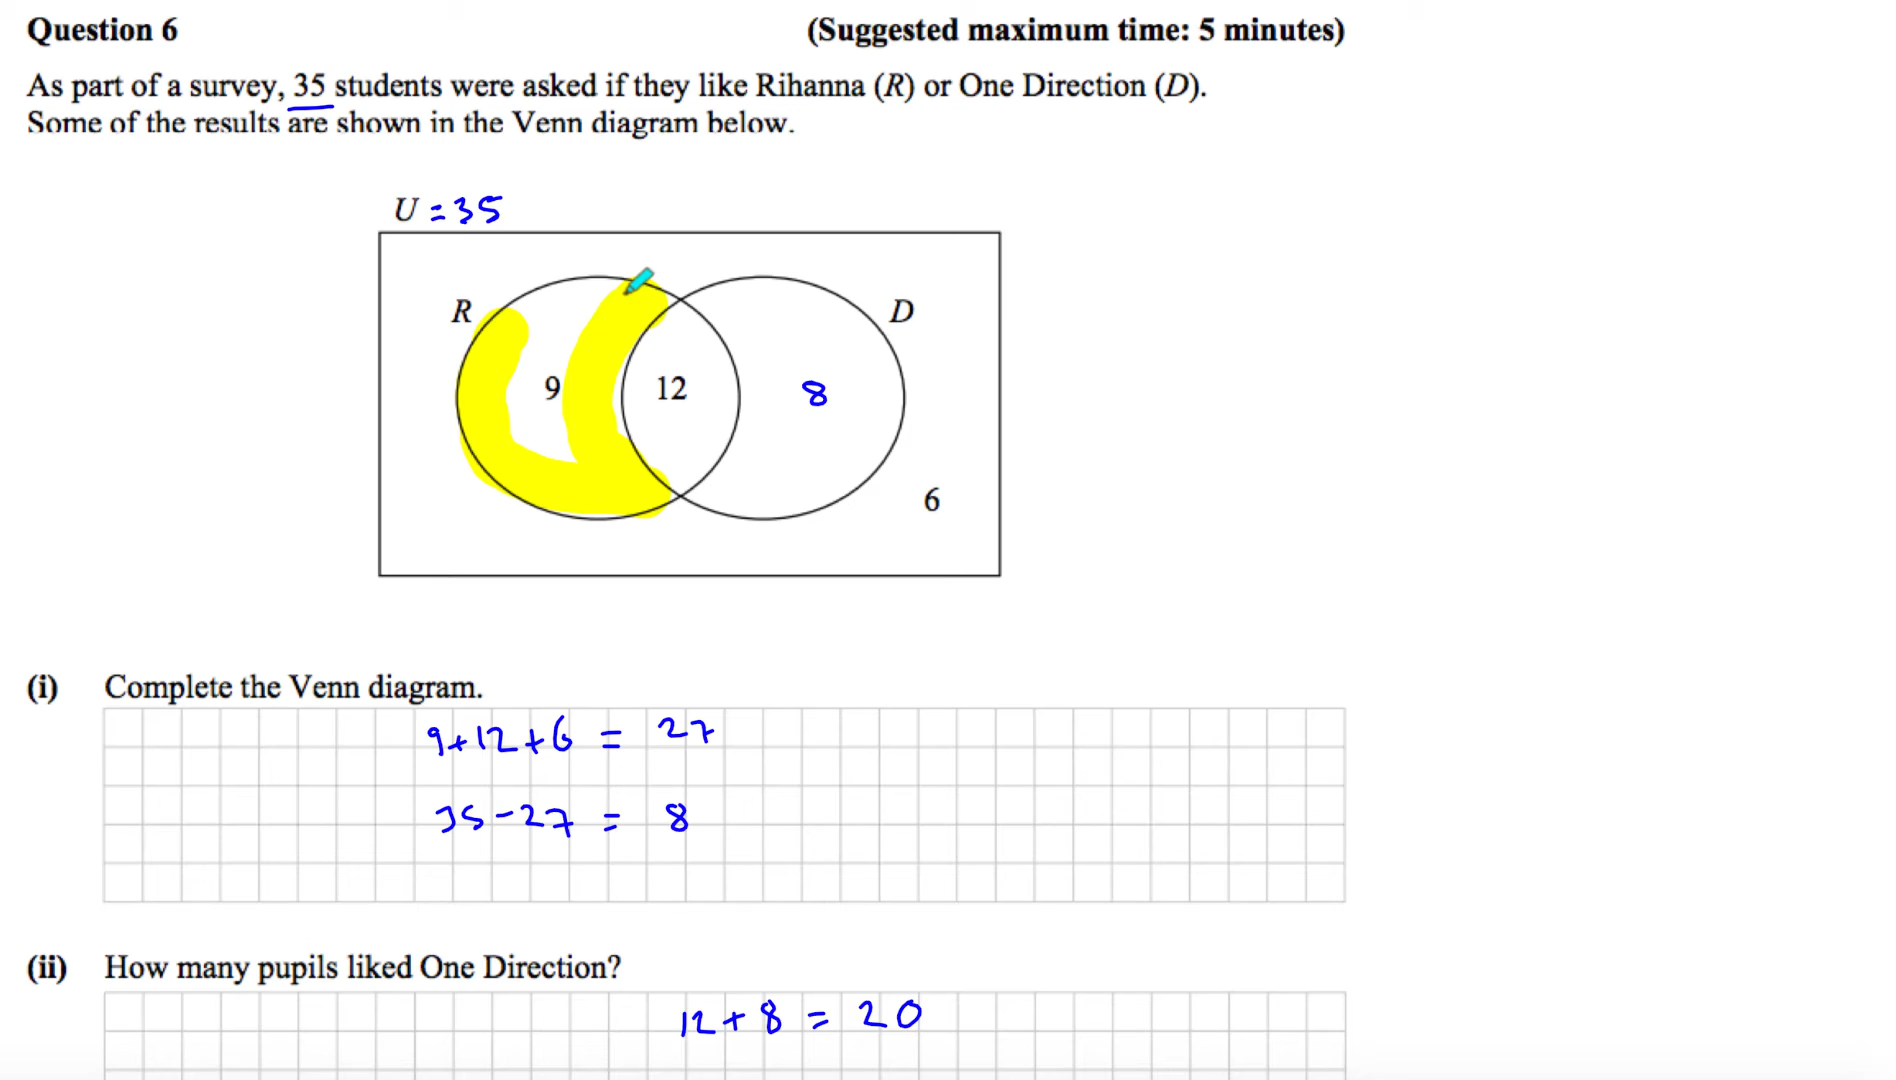 Question 6 (Suggested maximum time: 5 minutes)
As part of a survey, 35 students were asked if they like Rihanna (R) or One Direction (D).
Some of the results are shown in the Venn diagram below.
U = 35
R D
9 12 8
6
(i) Complete the Venn diagram.
9+12+6 = 27
35-27 = 8
(ii) How many pupils liked One Direction?
12+8 = 20